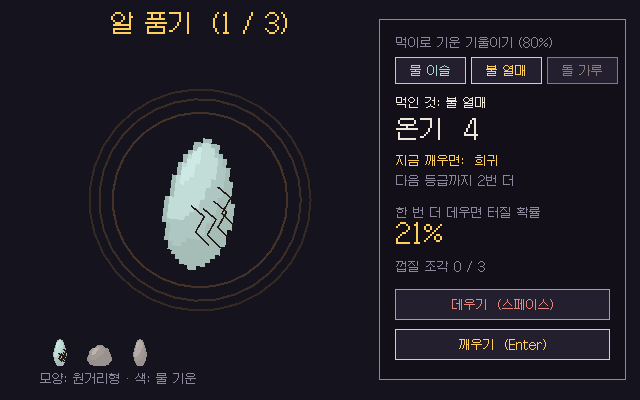 알 품기 (1 / 3)
먹이로 기운 기울이기 (80%)
물 이슬 불 열매 돌 가루
먹인 것: 불 열매
온기 4
지금 깨우면: 희귀
다음 등급까지 2번 더
한 번 더 데우면 터질 확률
21%
껍질 조각 0 / 3
데우기 (스페이스)
깨우기 (Enter)
모양: 원거리형 · 색: 물 기운